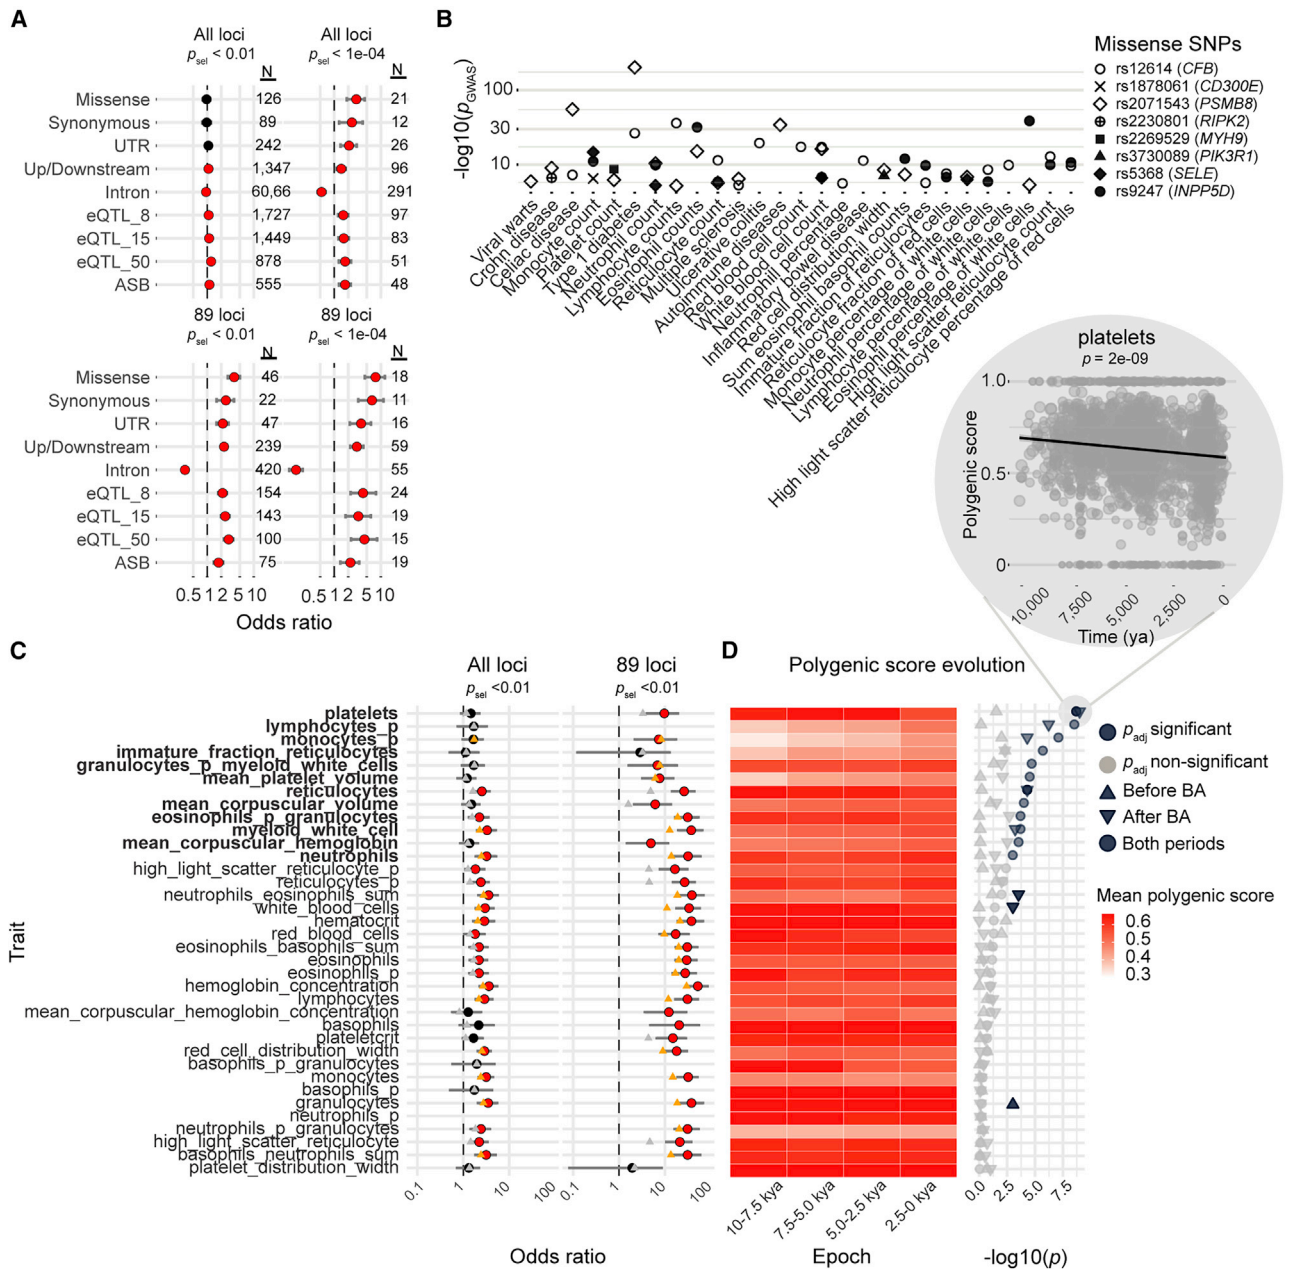 A
All loci
psel < 0.01
N
All loci
psel < 1e-04
N
Missense 126 21
Synonymous 89 12
UTR 242 26
Up/Downstream 1,347 96
Intron 60,66 291
eQTL_8 1,727 97
eQTL_15 1,449 83
eQTL_50 878 51
ASB 555 48
89 loci
psel < 0.01
N
89 loci
psel < 1e-04
N
Missense 46 18
Synonymous 22 11
UTR 47 16
Up/Downstream 239 59
Intron 420 55
eQTL_8 154 24
eQTL_15 143 19
eQTL_50 100 15
ASB 75 19
0.5 1 2 5 10 0.5 1 2 5 10
Odds ratio
B
-log10(pGWAS)
100
30
10
Viral warts
Crohn disease
Celiac disease
Monocyte count
Platelet count
Type 1 diabetes
Neutrophil count
Lymphocyte counts
Eosinophil counts
Reticulocyte count
Multiple sclerosis
Ulcerative colitis
Autoimmune diseases
Red blood cell count
White blood cell count
Neutrophil percentage
Inflammatory bowel disease
Red cell distribution width
Sum eosinophil basophil counts
Immature fraction of reticulocytes
Reticulocyte fraction of red cells
Monocyte percentage of white cells
Neutrophil percentage of white cells
Lymphocyte percentage of white cells
Eosinophil percentage of white cells
High light scatter reticulocyte count
High light scatter reticulocyte percentage of red cells
Missense SNPs
rs12614 (CFB)
rs1878061 (CD300E)
rs2071543 (PSMB8)
rs2230801 (RIPK2)
rs2269529 (MYH9)
rs3730089 (PIK3R1)
rs5368 (SELE)
rs9247 (INPP5D)
platelets
p = 2e-09
Polygenic score
1.0
0.5
0
10,000 7,500 5,000 2,500 0
Time (ya)
C
All loci
psel <0.01
89 loci
psel <0.01
Trait
platelets
lymphocytes_p
monocytes_p
immature_fraction_reticulocytes
granulocytes_p_myeloid_white_cells
mean_platelet_volume
reticulocytes
mean_corpuscular_volume
eosinophils_p_granulocytes
myeloid_white_cell
mean_corpuscular_hemoglobin
neutrophils
high_light_scatter_reticulocyte_p
reticulocytes_p
neutrophils_eosinophils_sum
white_blood_cells
hematocrit
red_blood_cells
eosinophils_basophils_sum
eosinophils
eosinophils_p
hemoglobin_concentration
lymphocytes
mean_corpuscular_hemoglobin_concentration
basophils
plateletcrit
red_cell_distribution_width
basophils_p_granulocytes
monocytes
basophils_p
granulocytes
neutrophils_p
neutrophils_p_granulocytes
high_light_scatter_reticulocyte
basophils_neutrophils_sum
platelet_distribution_width
0.1 1 10 100 0.1 1 10 100
Odds ratio
D
Polygenic score evolution
10-7.5 kya
7.5-5.0 kya
5.0-2.5 kya
2.5-0 kya
Epoch
0.0 2.5 5.0 7.5
-log10(p)
padj significant
padj non-significant
Before BA
After BA
Both periods
Mean polygenic score
0.6
0.5
0.4
0.3